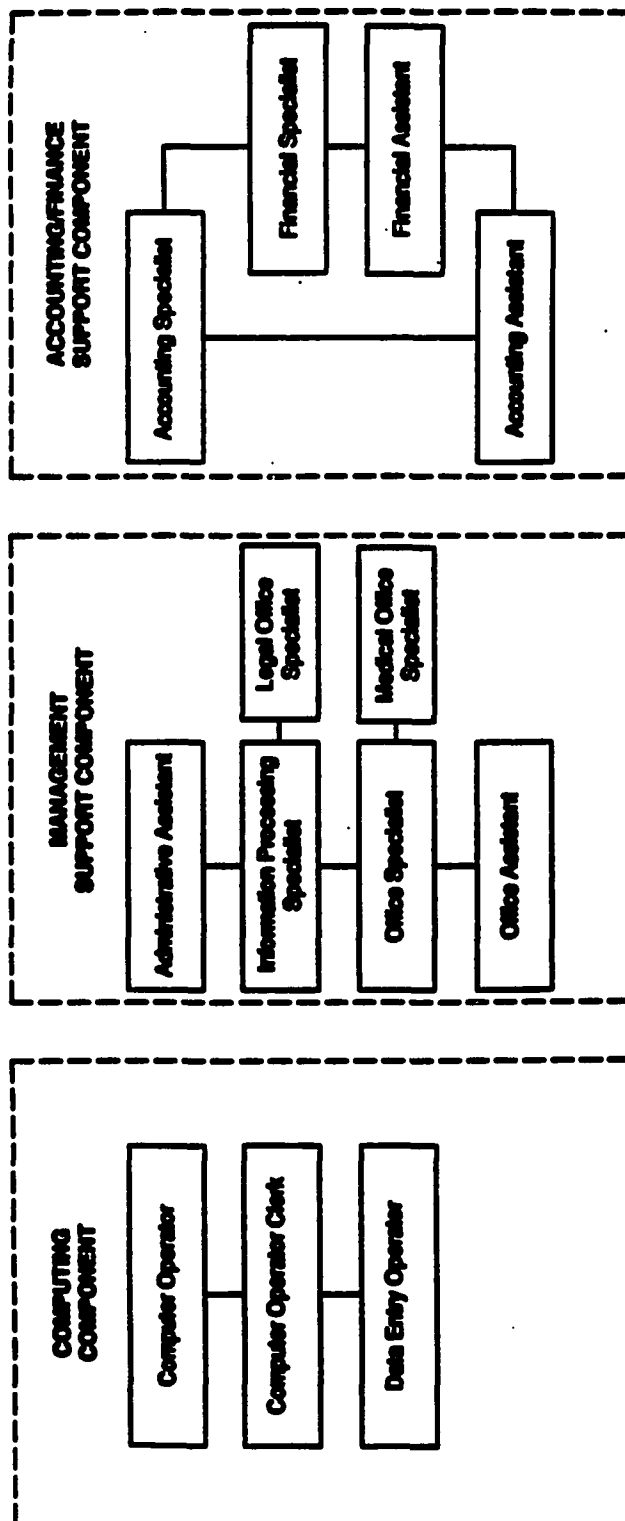 COMPUTING
COMPONENT
Computer Operator
Computer Operator Clerk
Data Entry Operator
MANAGEMENT
SUPPORT COMPONENT
Administrative Assistant
Information Processing
Specialist
Legal Office
Specialist
Office Specialist
Medical Office
Specialist
Office Assistant
ACCOUNTING/FINANCE
SUPPORT COMPONENT
Accounting Specialist
Financial Specialist
Financial Assistant
Accounting Assistant